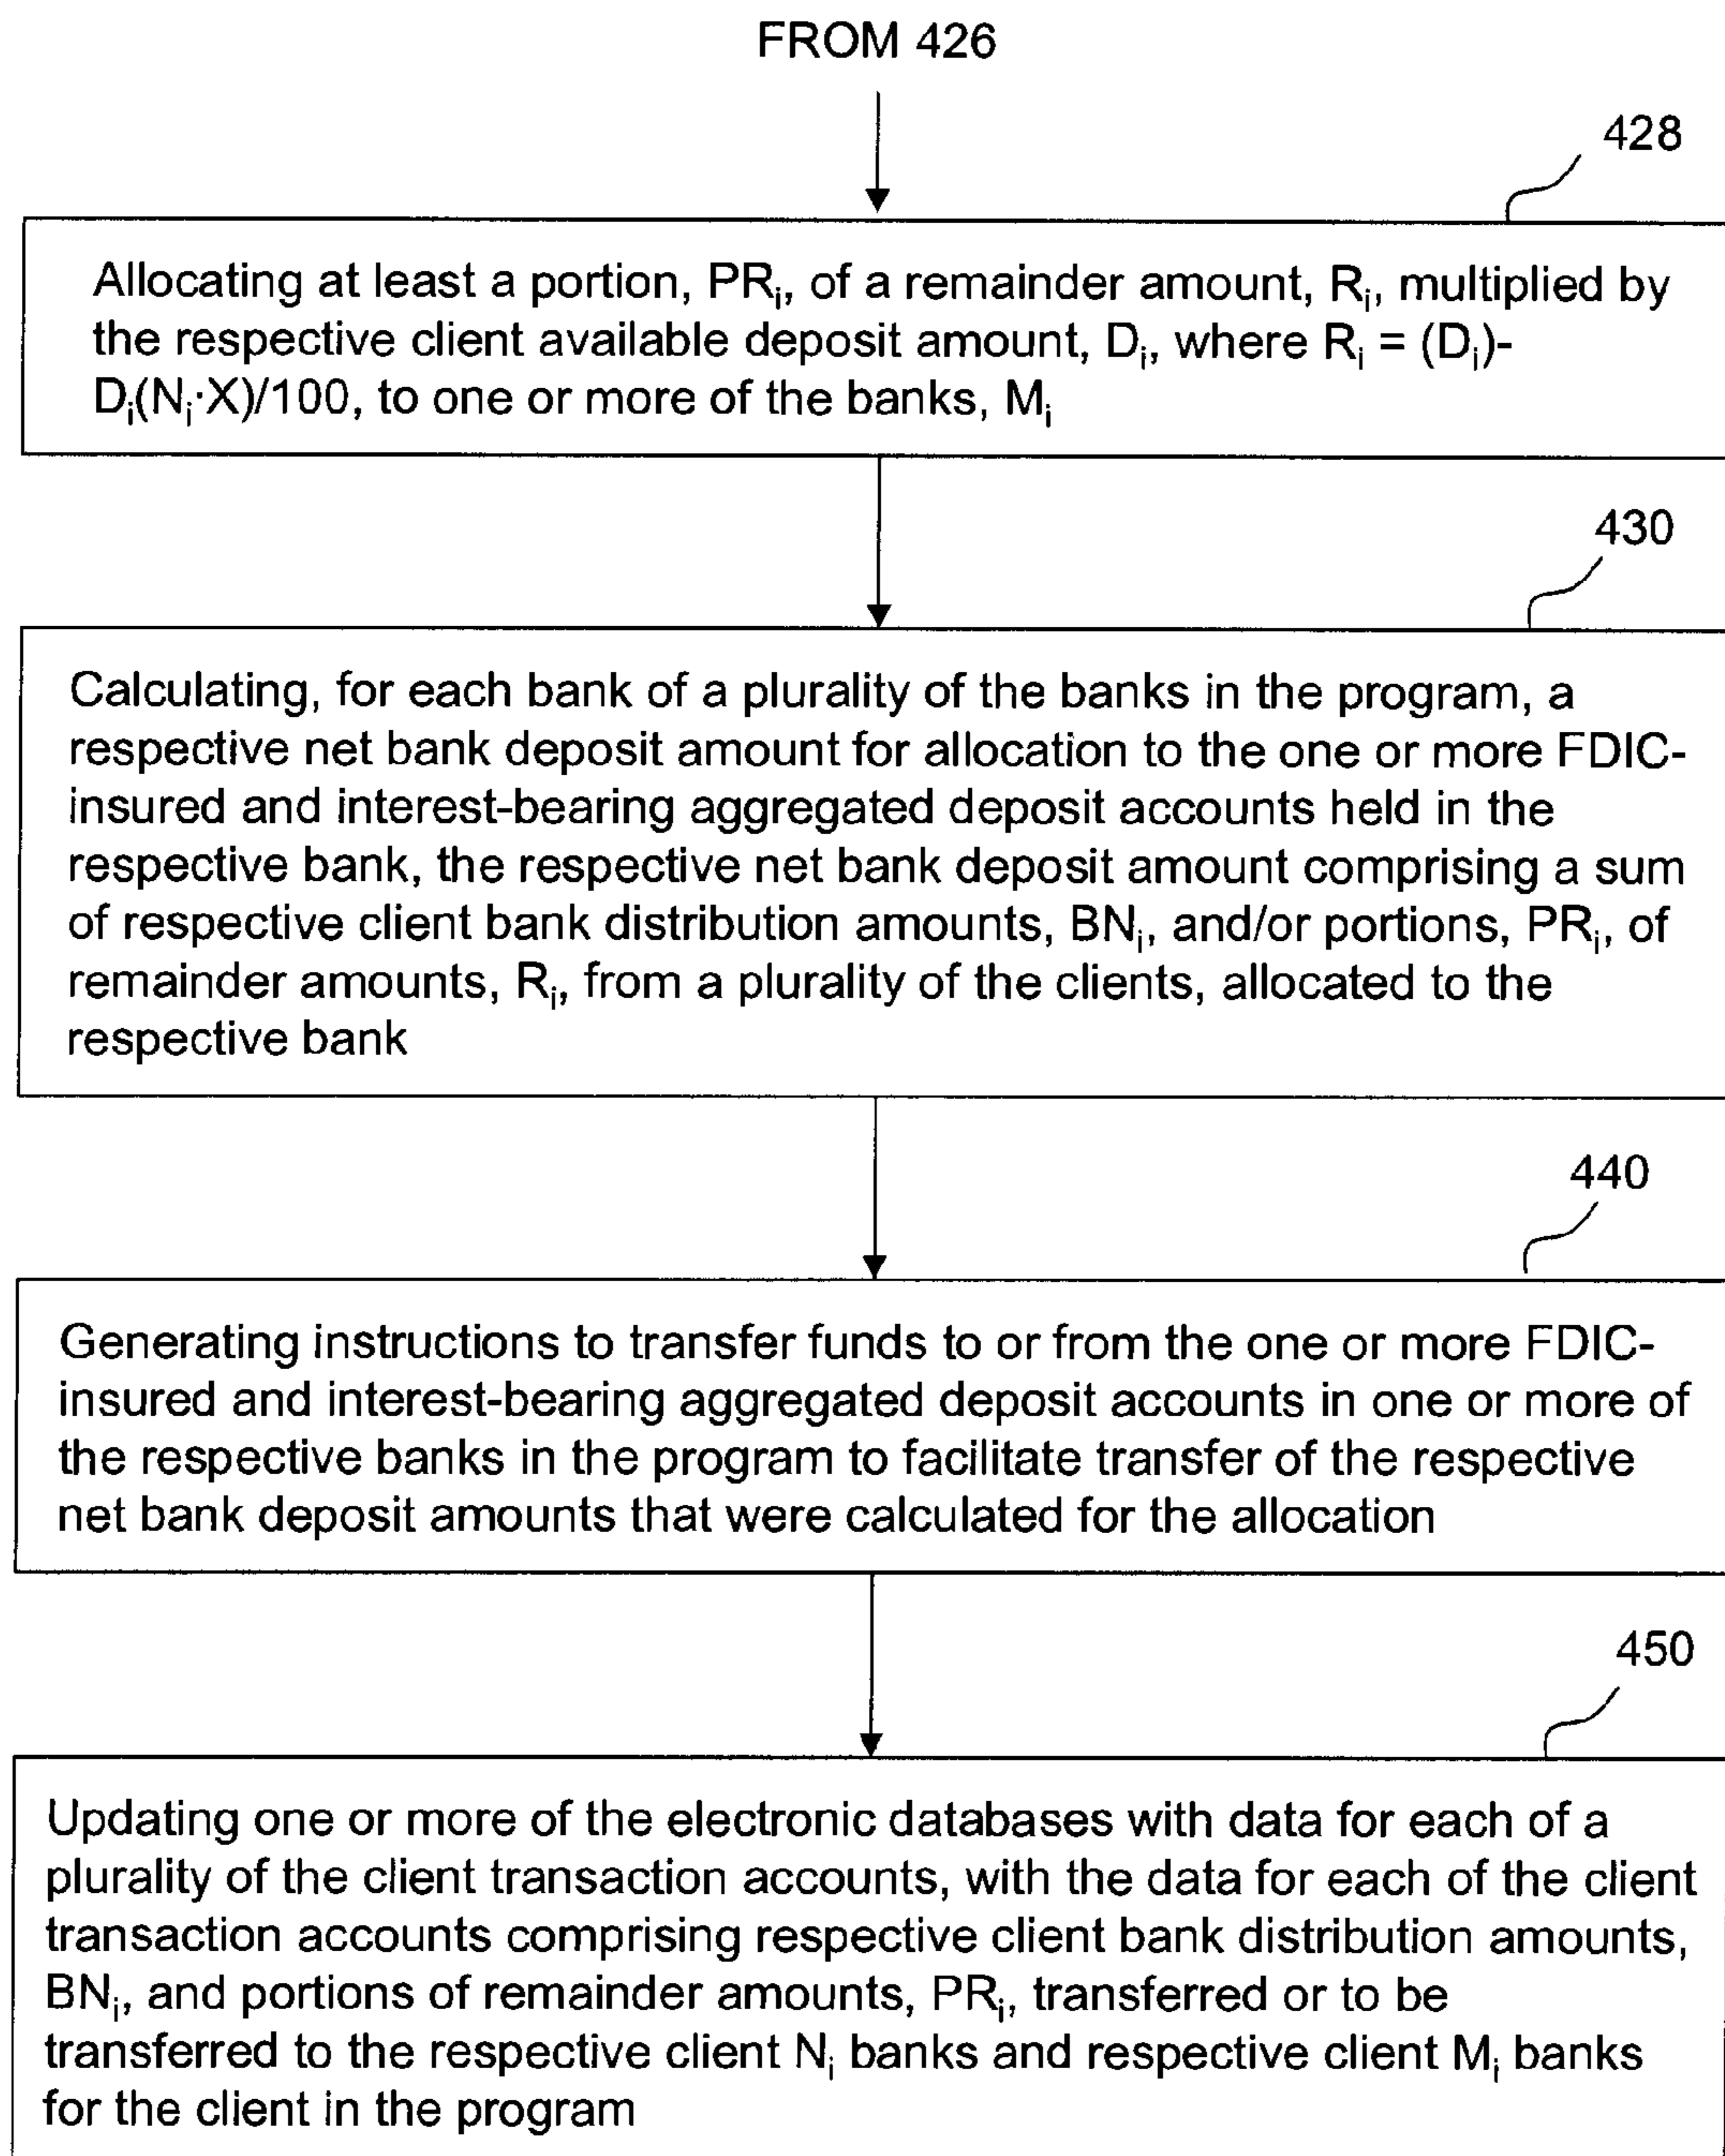 FROM 426
428
Allocating at least a portion, PRᵢ, of a remainder amount, Rᵢ, multiplied by
the respective client available deposit amount, Dᵢ, where Rᵢ = (Dᵢ)-
Dᵢ(Nᵢ·X)/100, to one or more of the banks, Mᵢ
430
Calculating, for each bank of a plurality of the banks in the program, a
respective net bank deposit amount for allocation to the one or more FDIC-
insured and interest-bearing aggregated deposit accounts held in the
respective bank, the respective net bank deposit amount comprising a sum
of respective client bank distribution amounts, BNᵢ, and/or portions, PRᵢ, of
remainder amounts, Rᵢ, from a plurality of the clients, allocated to the
respective bank
440
Generating instructions to transfer funds to or from the one or more FDIC-
insured and interest-bearing aggregated deposit accounts in one or more of
the respective banks in the program to facilitate transfer of the respective
net bank deposit amounts that were calculated for the allocation
450
Updating one or more of the electronic databases with data for each of a
plurality of the client transaction accounts, with the data for each of the client
transaction accounts comprising respective client bank distribution amounts,
BNᵢ, and portions of remainder amounts, PRᵢ, transferred or to be
transferred to the respective client Nᵢ banks and respective client Mᵢ banks
for the client in the program